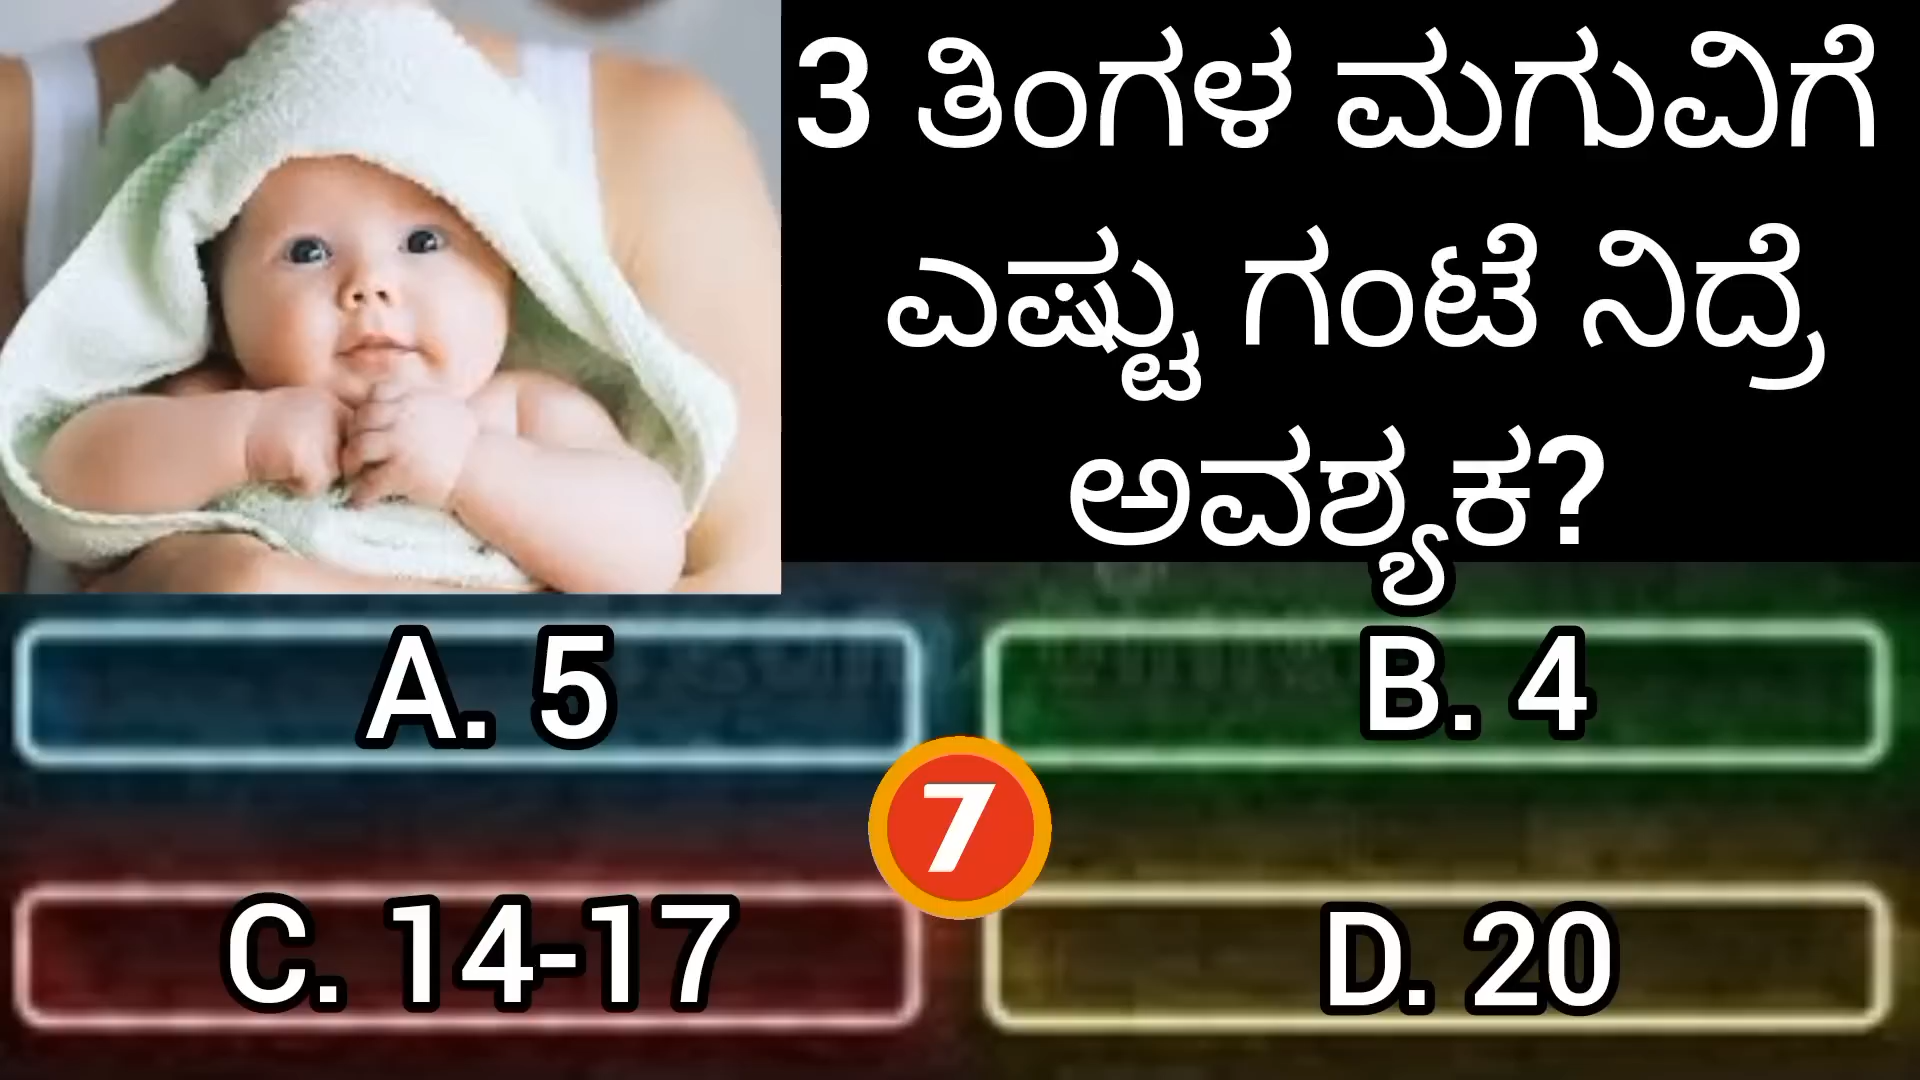 3 ತಿಂಗಳ ಮಗುವಿಗೆ
ಎಷ್ಟು ಗಂಟೆ ನಿದ್ರೆ
ಅವಶ್ಯಕ?
A. 5
B. 4
7
C. 14-17
D. 20